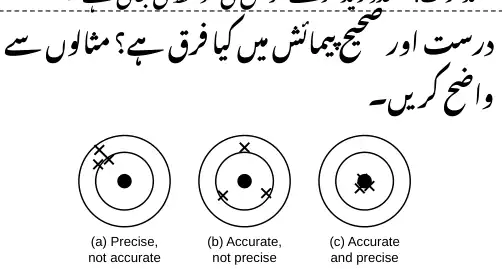 درست اور صحیح پیمائش میں کیا فرق ہے؟ مثالوں سے
واضح کریں۔
(a) Precise,
not accurate
(b) Accurate,
not precise
(c) Accurate
and precise